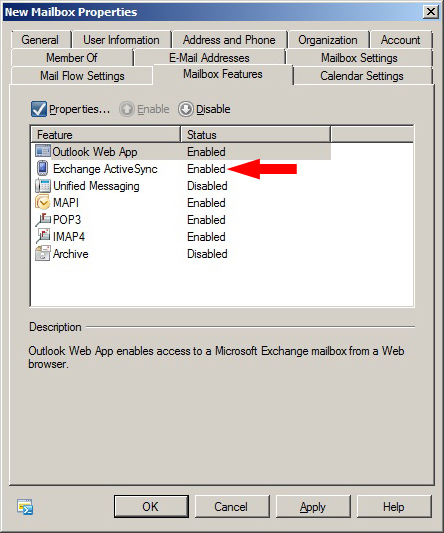 New Mailbox Properties
General User Information Address and Phone Organization Account
Member Of E-Mail Addresses Mailbox Settings
Mail Flow Settings Mailbox Features Calendar Settings
Properties... Enable Disable
Feature Status
Outlook Web App Enabled
Exchange ActiveSync Enabled
Unified Messaging Disabled
MAPI Enabled
POP3 Enabled
IMAP4 Enabled
Archive Disabled
Description
Outlook Web App enables access to a Microsoft Exchange mailbox from a Web
browser.
OK Cancel Apply Help